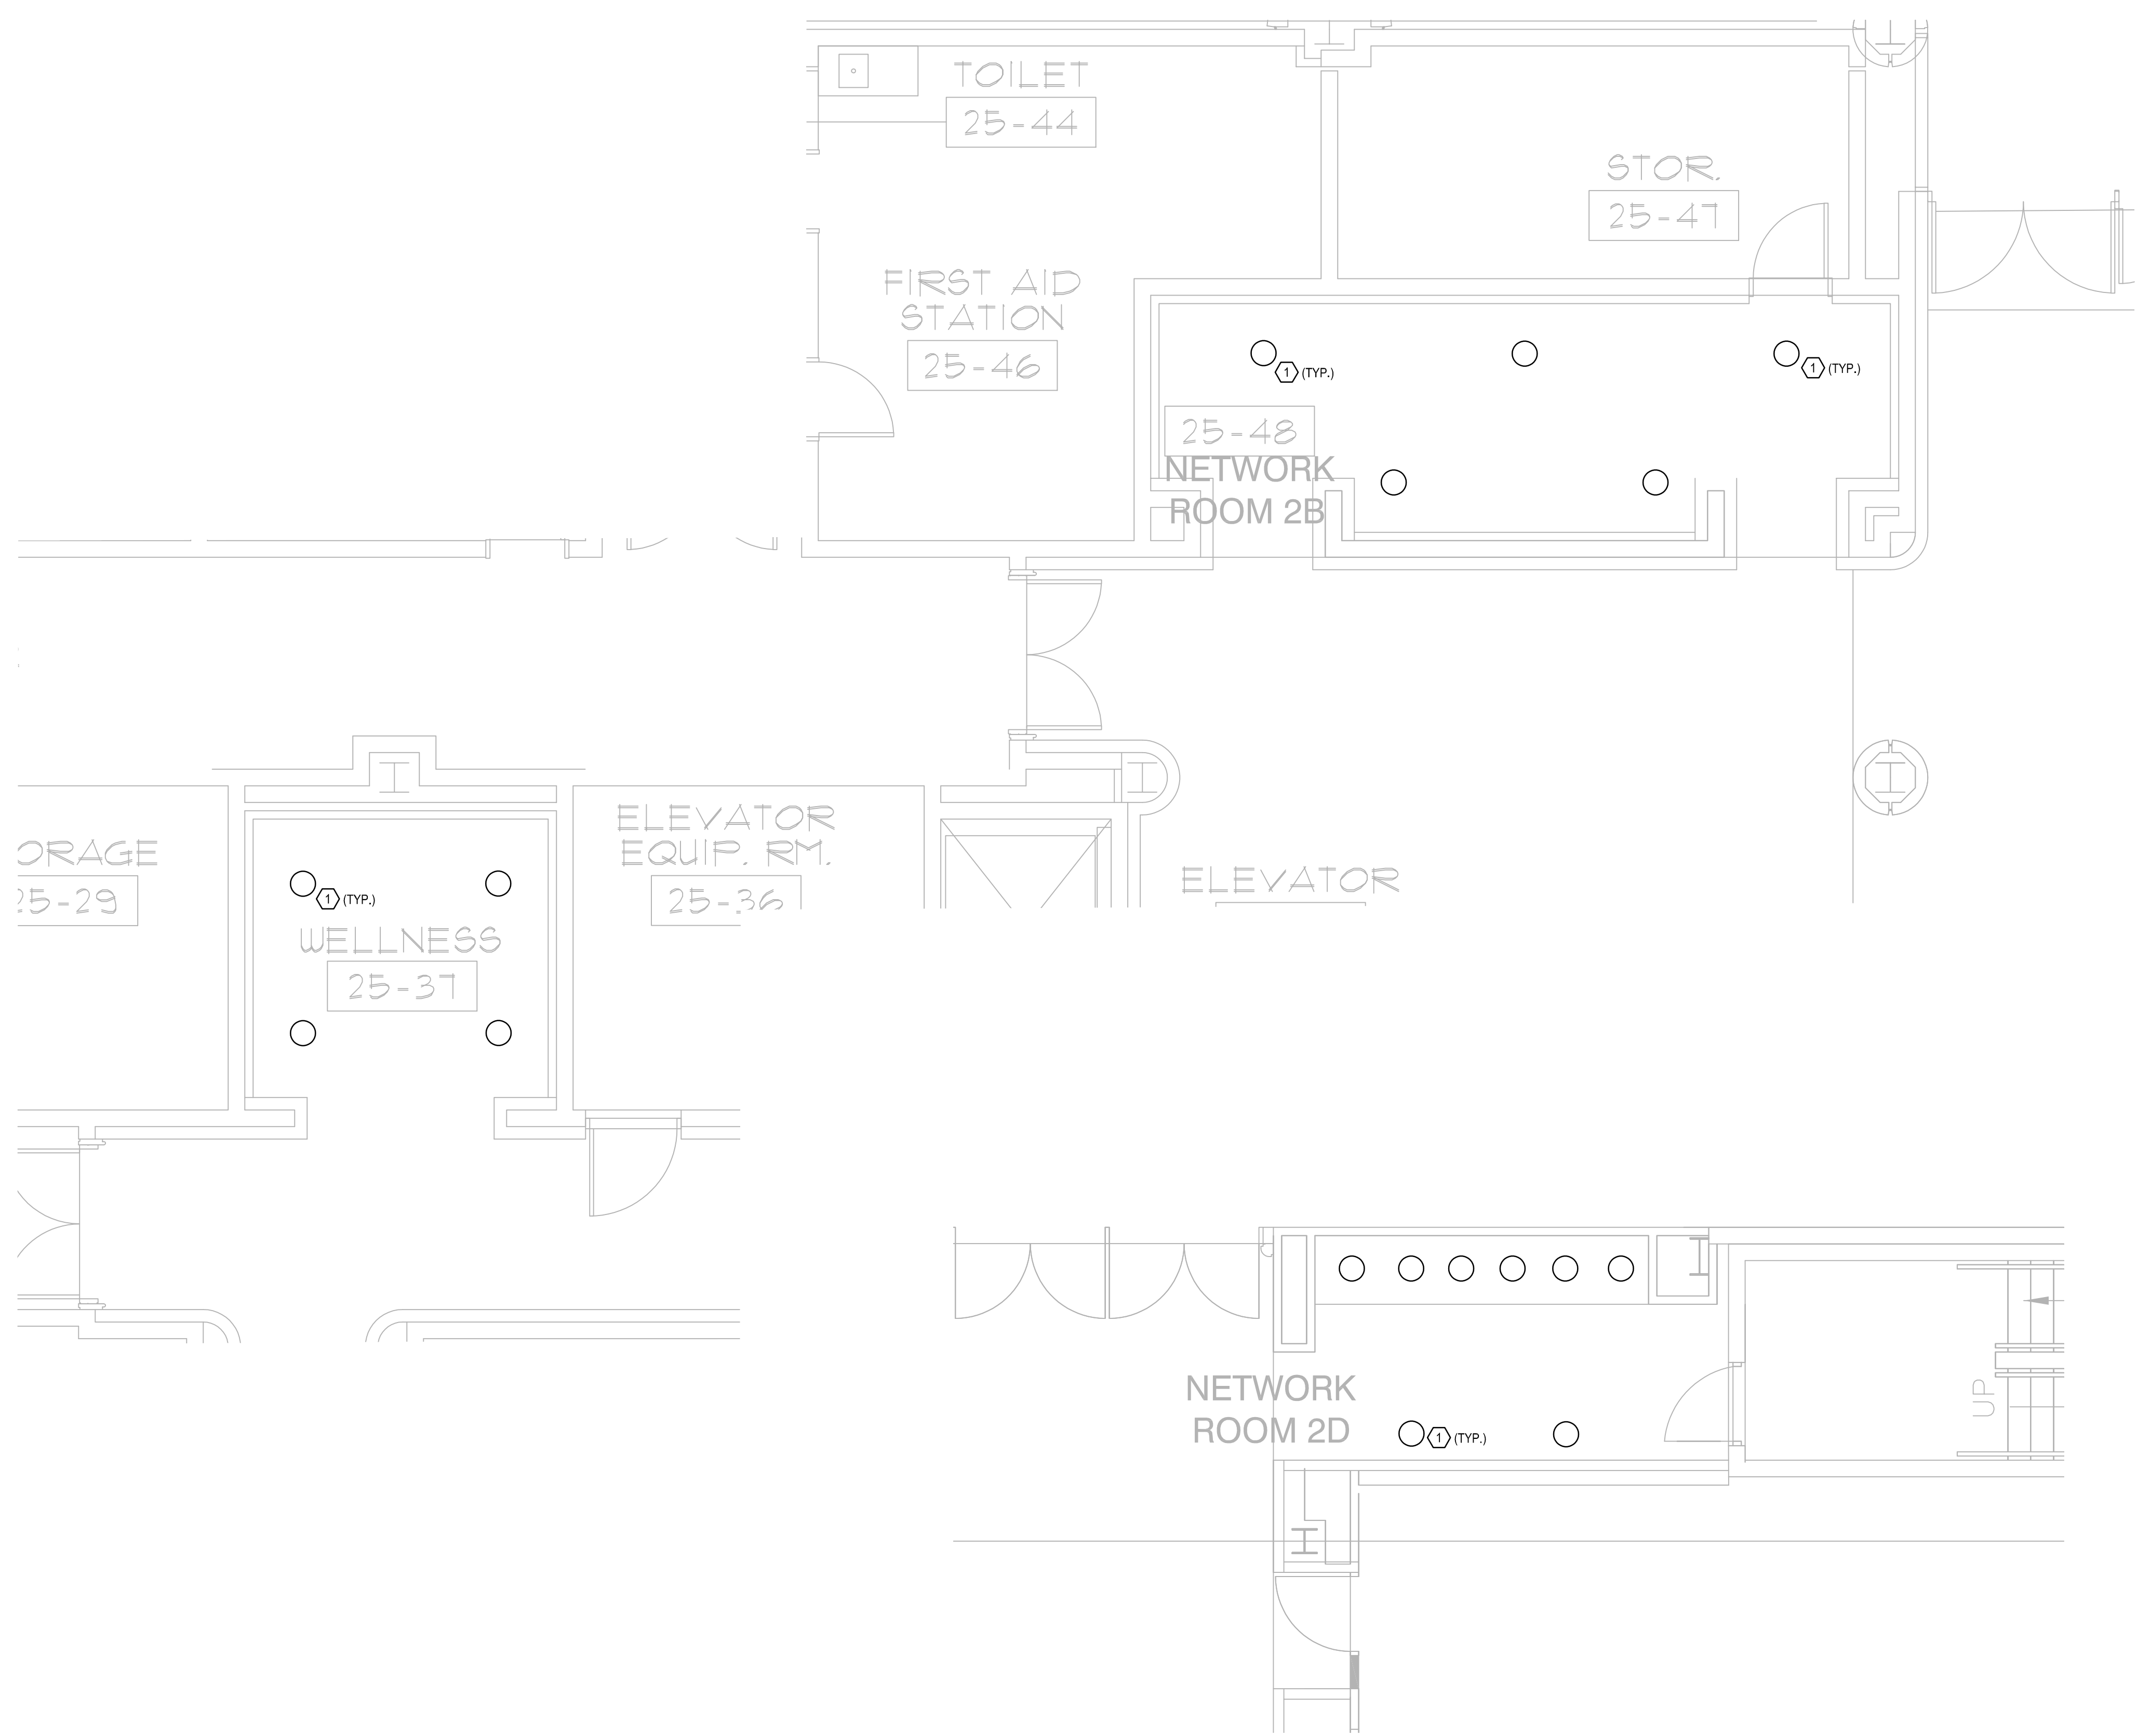 TOILET
25-44
STOR.
25-47
FIRST AID
STATION
25-46
1 (TYP.)
1 (TYP.)
25-48
NETWORK
ROOM 2B
ELEVATOR
EQUIP. RM.
25-36
ORAGE
25-29
ELEVATOR
1 (TYP.)
WELLNESS
25-37
NETWORK
ROOM 2D
1 (TYP.)
UP